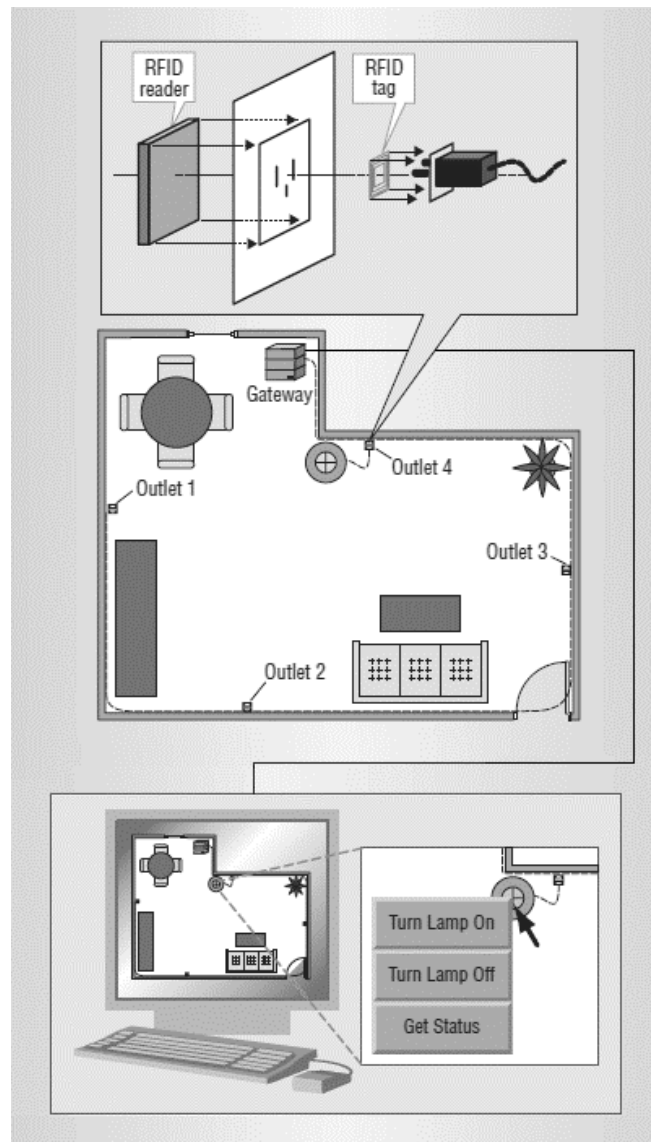 RFID
reader
RFID
tag
Gateway
Outlet 4
Outlet 1
Outlet 3
Outlet 2
Turn Lamp On
Turn Lamp Off
Get Status